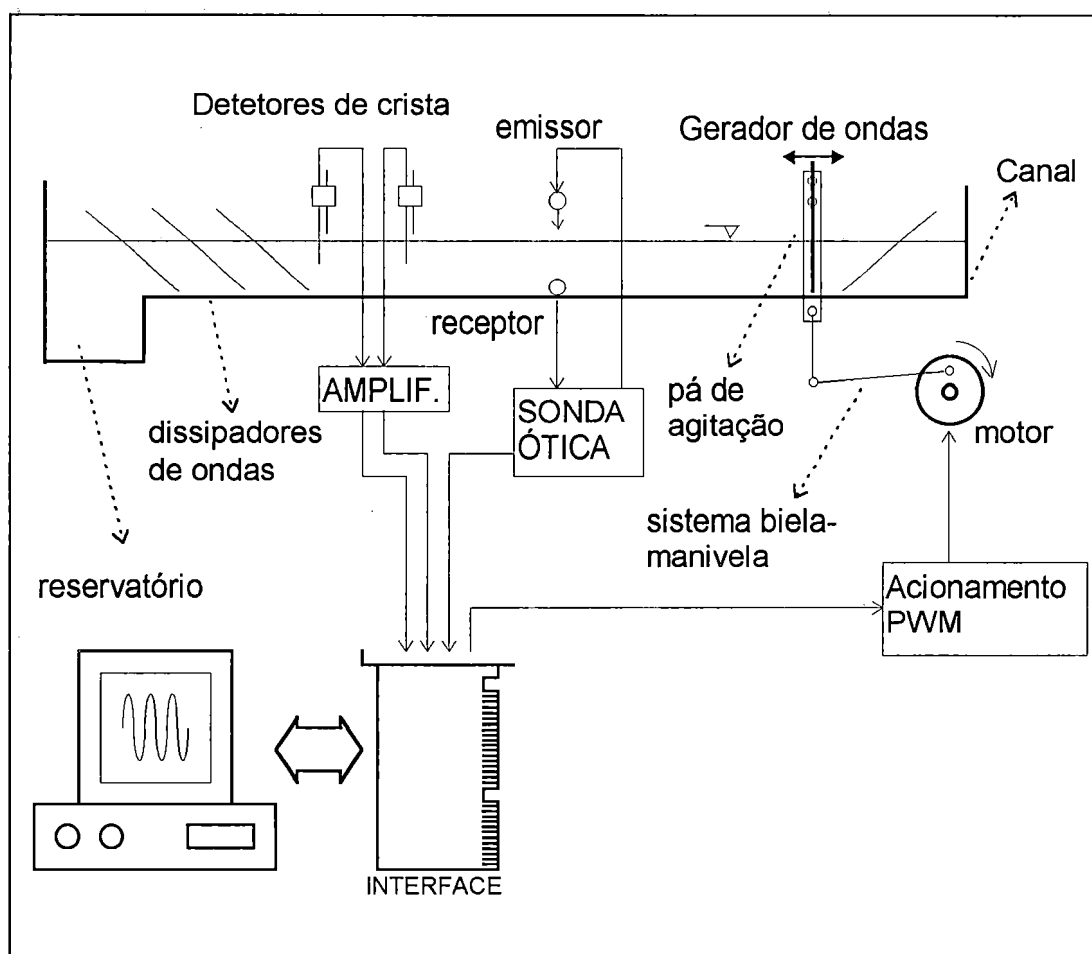 Detetores de crista
emissor
Gerador de ondas
Canal
receptor
AMPLIF.
SONDA
ÓTICA
pá de
agitação
motor
dissipadores
de ondas
sistema biela-
manivela
reservatório
Acionamento
PWM
INTERFACE